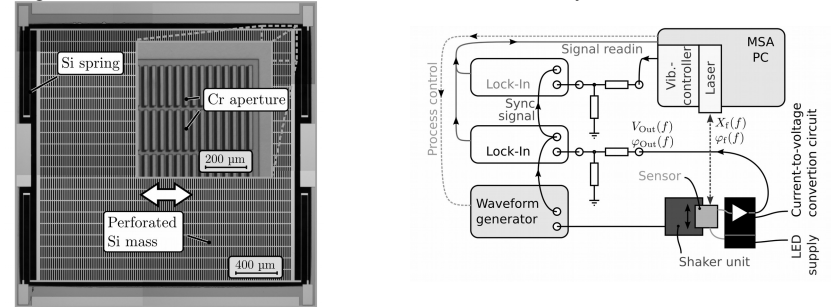 Si spring
Cr aperture
200 µm
Perforated
Si mass
400 µm
Process control
Signal readin
MSA
PC
Vib.-
controller
Laser
Lock-In
Sync
signal
Lock-In
V_Out(f)
φ_Out(f)
X_f(f)
φ_f(f)
Waveform
generator
Sensor
Shaker unit
Current-to-voltage
convertion circuit
LED
supply